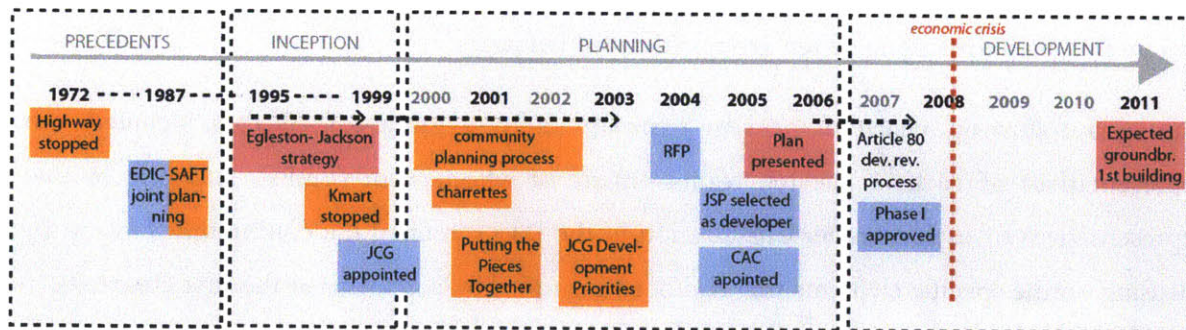 PRECEDENTS
INCEPTION
PLANNING
economic crisis
DEVELOPMENT
1972
1987
1995
1999
2000
2001
2002
2003
2004
2005
2006
2007
2008
2009
2010
2011
Highway
stopped
EDIC-SAFT
joint plan-
ning
Egleston- Jackson
strategy
Kmart
stopped
JCG
appointed
community
planning process
charrettes
Putting the
Pieces
Together
JCG Devel-
opment
Priorities
RFP
Plan
presented
JSP selected
as developer
CAC
apointed
Article 80
dev. rev.
process
Phase I
approved
Expected
groundbr.
1st building